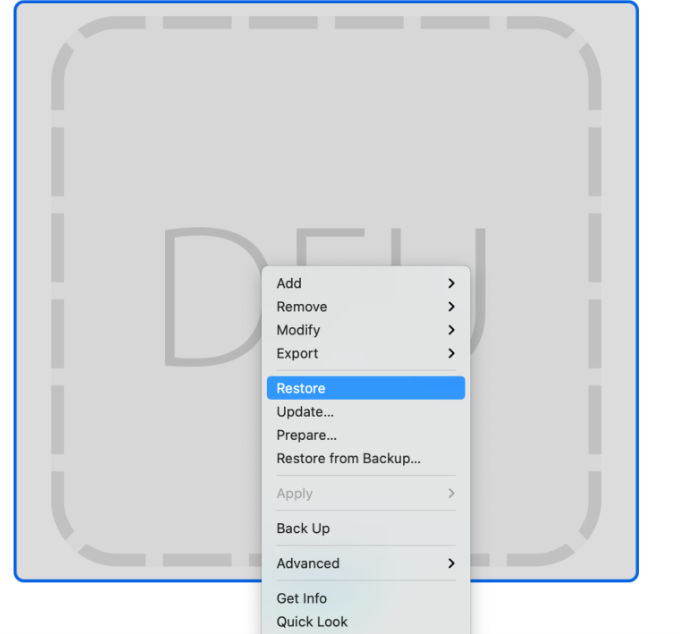 DFU
Add
Remove
Modify
Export
Restore
Update...
Prepare...
Restore from Backup...
Apply
Back Up
Advanced
Get Info
Quick Look